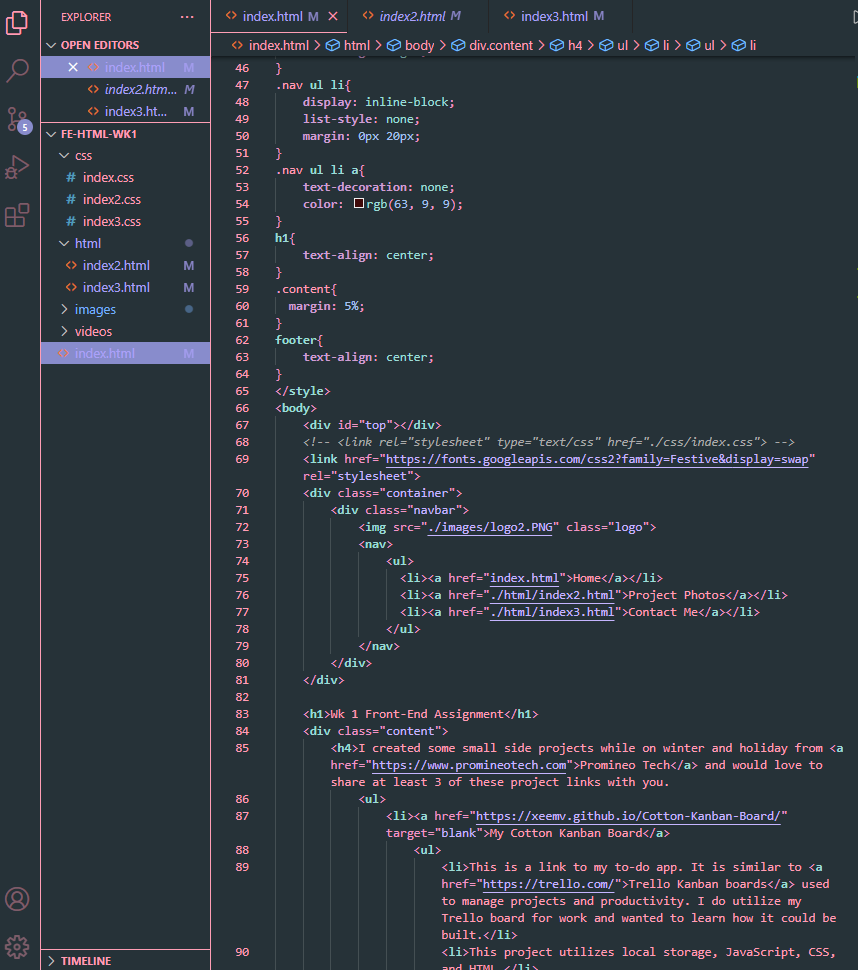 EXPLORER
OPEN EDITORS
index.html M
index2.htm... M
index3.ht... M
FE-HTML-WK1
css
# index.css
# index2.css
# index3.css
html
index2.html M
index3.html M
images
videos
index.html M
TIMELINE
5
index.html M
index2.html M
index3.html M
index.html > html > body > div.content > h4 > ul > li > ul > li
46 }
47 .nav ul li{
48 display: inline-block;
49 list-style: none;
50 margin: 0px 20px;
51 }
52 .nav ul li a{
53 text-decoration: none;
54 color: rgb(63, 9, 9);
55 }
56 h1{
57 text-align: center;
58 }
59 .content{
60 margin: 5%;
61 }
62 footer{
63 text-align: center;
64 }
65 </style>
66 <body>
67 <div id="top"></div>
68 <!-- <link rel="stylesheet" type="text/css" href="./css/index.css"> -->
69 <link href="https://fonts.googleapis.com/css2?family=Festive&display=swap"
rel="stylesheet">
70 <div class="container">
71 <div class="navbar">
72 <img src="./images/logo2.PNG" class="logo">
73 <nav>
74 <ul>
75 <li><a href="index.html">Home</a></li>
76 <li><a href="./html/index2.html">Project Photos</a></li>
77 <li><a href="./html/index3.html">Contact Me</a></li>
78 </ul>
79 </nav>
80 </div>
81 </div>
82
83 <h1>Wk 1 Front-End Assignment</h1>
84 <div class="content">
85 <h4>I created some small side projects while on winter and holiday from <a
href="https://www.promineotech.com">Promineo Tech</a> and would love to
share at least 3 of these project links with you.
86 <ul>
87 <li><a href="https://xeemv.github.io/Cotton-Kanban-Board/"
target="blank">My Cotton Kanban Board</a>
88 <ul>
89 <li>This is a link to my to-do app. It is similar to <a
href="https://trello.com/">Trello Kanban boards</a> used
to manage projects and productivity. I do utilize my
Trello board for work and wanted to learn how it could be
built.</li>
90 <li>This project utilizes local storage, JavaScript, CSS,
and HTML.</li>